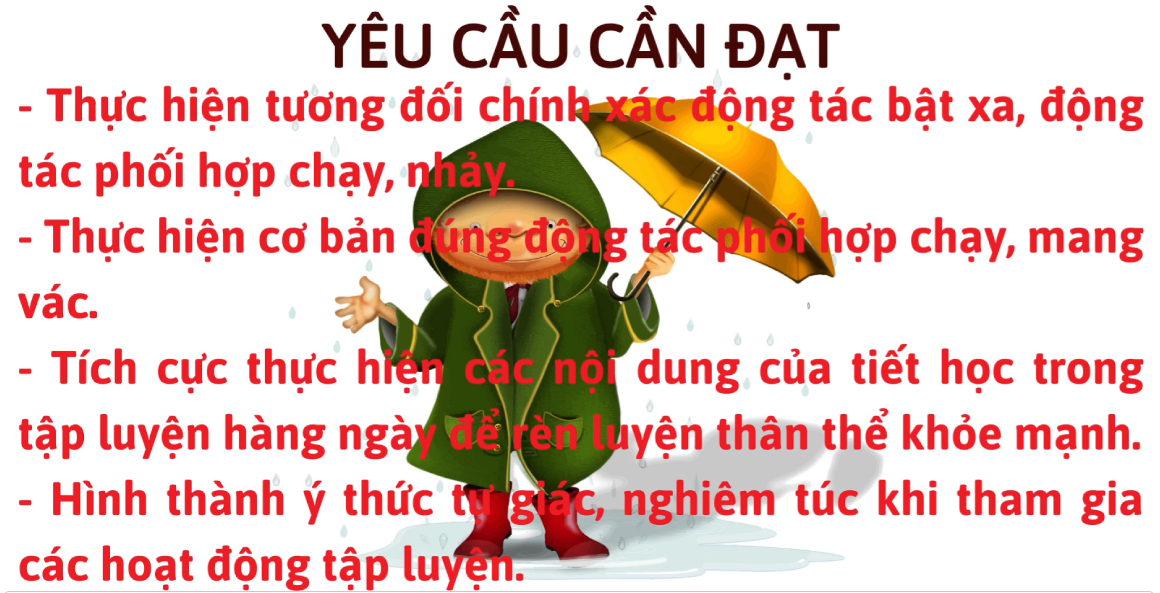 YÊU CẦU CẦN ĐẠT
- Thực hiện tương đối chính xác động tác bật xa, động
tác phối hợp chạy, nhảy.
- Thực hiện cơ bản đúng động tác phối hợp chạy, mang
vác.
- Tích cực thực hiện các nội dung của tiết học trong
tập luyện hàng ngày để rèn luyện thân thể khỏe mạnh.
- Hình thành ý thức tự giác, nghiêm túc khi tham gia
các hoạt động tập luyện.